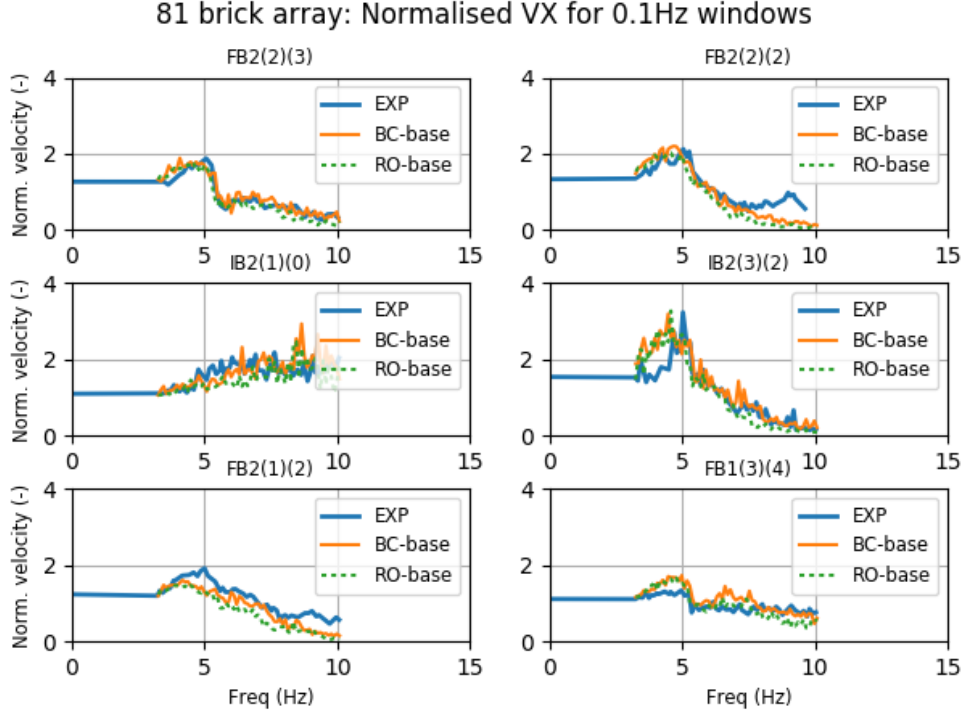 81 brick array: Normalised VX for 0.1Hz windows
FB2(2)(3)
Norm. velocity (-)
4
2
0
EXP
BC-base
RO-base
0
5
10
15
FB2(2)(2)
4
2
0
EXP
BC-base
RO-base
0
5
10
15
IB2(1)(0)
Norm. velocity (-)
4
2
0
EXP
BC-base
RO-base
0
5
10
15
IB2(3)(2)
4
2
0
EXP
BC-base
RO-base
0
5
10
15
FB2(1)(2)
Norm. velocity (-)
4
2
0
EXP
BC-base
RO-base
0
5
10
15
Freq (Hz)
FB1(3)(4)
4
2
0
EXP
BC-base
RO-base
0
5
10
15
Freq (Hz)